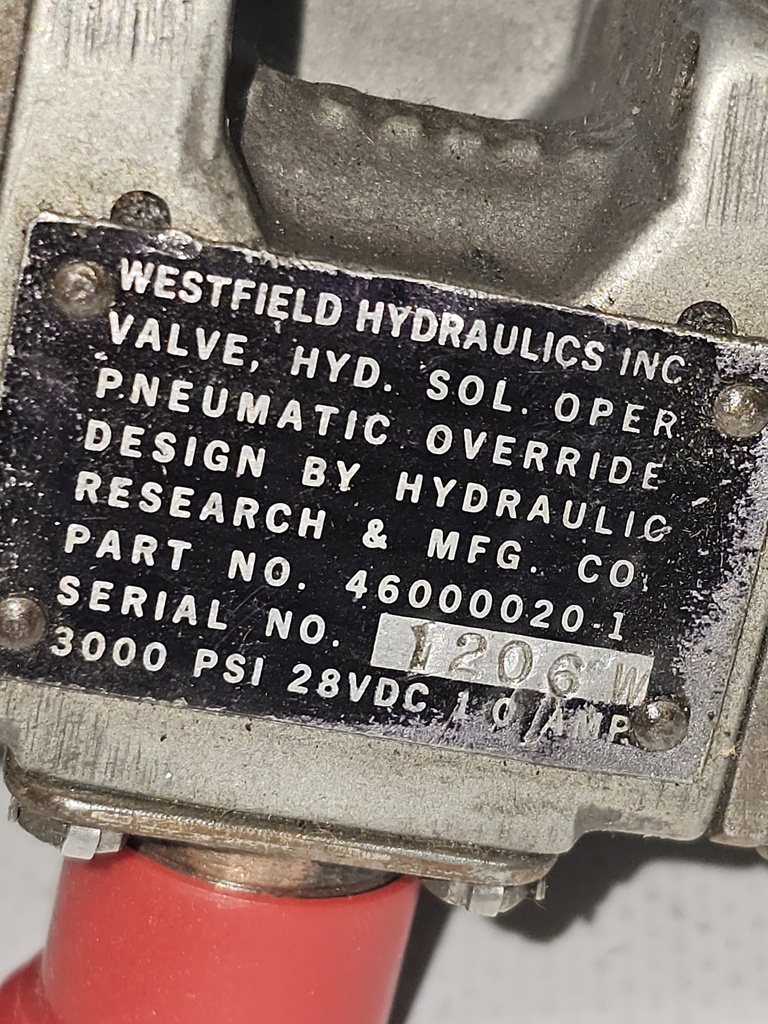 WESTFIELD HYDRAULICS INC
VALVE, HYD. SOL. OPER
PNEUMATIC OVERRIDE
DESIGN BY HYDRAULIC
RESEARCH & MFG. CO.
PART NO. 46000020-1
SERIAL NO. 1206 W
3000 PSI 28VDC 1.0 AMP